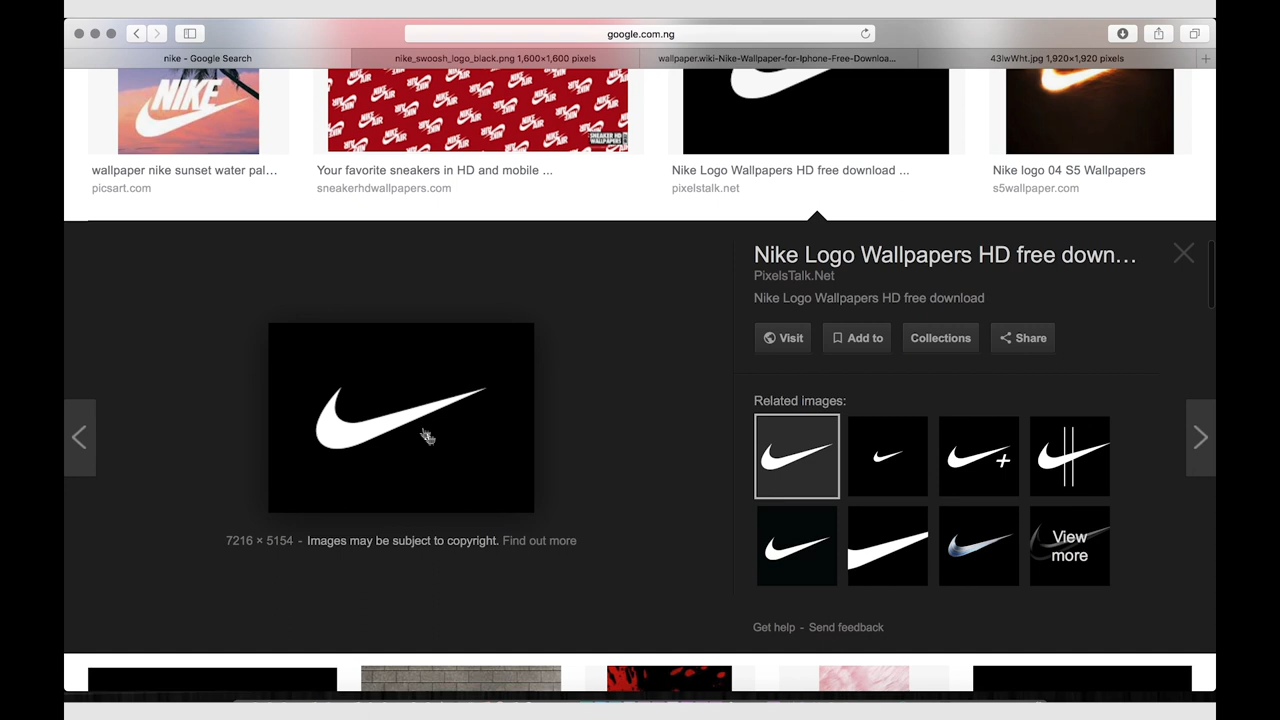 google.com.ng
nike - Google Search
nike_swoosh_logo_black.png 1,600×1,600 pixels
wallpaper.wiki-Nike-Wallpaper-for-Iphone-Free-Downloa...
43lwWht.jpg 1,920×1,920 pixels
NIKE
SNEAKER HD
WALLPAPERS
wallpaper nike sunset water pal...
picsart.com
Your favorite sneakers in HD and mobile ...
sneakerhdwallpapers.com
Nike Logo Wallpapers HD free download ...
pixelstalk.net
Nike logo 04 S5 Wallpapers
s5wallpaper.com
Nike Logo Wallpapers HD free down...
PixelsTalk.Net
Nike Logo Wallpapers HD free download
Visit
Add to
Collections
Share
Related images:
View
more
7216 × 5154 - Images may be subject to copyright. Find out more
Get help - Send feedback